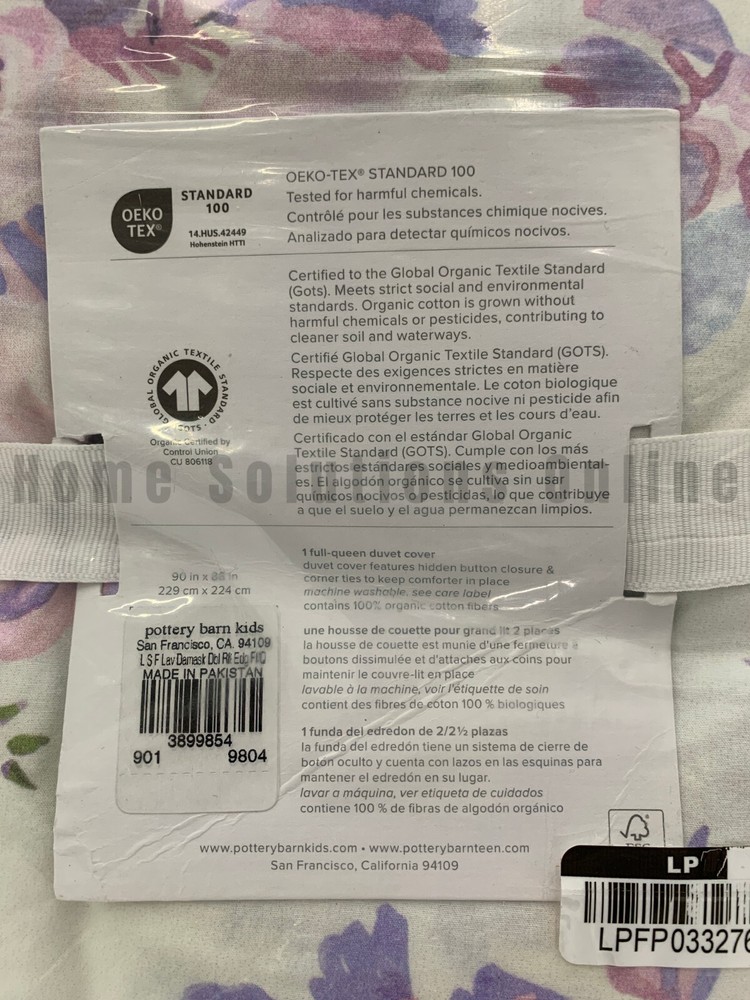 OEKO
TEX®
STANDARD
100
14.HUS.42449
Hohenstein HTTI
OEKO-TEX® STANDARD 100
Tested for harmful chemicals.
Contrôlé pour les substances chimique nocives.
Analizado para detectar químicos nocivos.
GLOBAL ORGANIC TEXTILE STANDARD · GOTS ·
Organic Certified by
Control Union
CU 806118
Certified to the Global Organic Textile Standard
(Gots). Meets strict social and environmental
standards. Organic cotton is grown without
harmful chemicals or pesticides, contributing to
cleaner soil and waterways.
Certifié Global Organic Textile Standard (GOTS).
Respecte des exigences strictes en matière
sociale et environnementale. Le coton biologique
est cultivé sans substance nocive ni pesticide afin
de mieux protéger les terres et les cours d'eau.
Certificado con el estándar Global Organic
Textile Standard (GOTS). Cumple con los más
estrictos estándares sociales y medioambiental-
es. El algodón orgánico se cultiva sin usar
químicos nocivos o pesticidas, lo que contribuye
a que el suelo y el agua permanezcan limpios.
Home Solutions Online
90 in x in
229 cm x 224 cm
1 full-queen duvet cover
duvet cover features hidden button closure &
corner ties to keep comforter in place
machine washable. see care label
contains 100% organic cotton fibers
une housse de couette pour grand lit 2 places
la housse de couette est munie d'une fermeture à
boutons dissimulée et d'attaches aux coins pour
maintenir le couvre-lit en place
lavable à la machine, voir l'étiquette de soin
contient des fibres de coton 100 % biologiques
1 funda del edredon de 2/2½ plazas
la funda del edredón tiene un sistema de cierre de
botón oculto y cuenta con lazos en las esquinas para
mantener el edredón en su lugar.
lavar a máquina, ver etiqueta de cuidados
contiene 100 % de fibras de algodón orgánico
pottery barn kids
San Francisco, CA 94109
L S F Lav Damask Dol Rfl Edg F\Q
MADE IN PAKISTAN
3899854
901 9804
www.potterybarnkids.com • www.potterybarnteen.com
San Francisco, California 94109
FSC
LP
LPFP033276